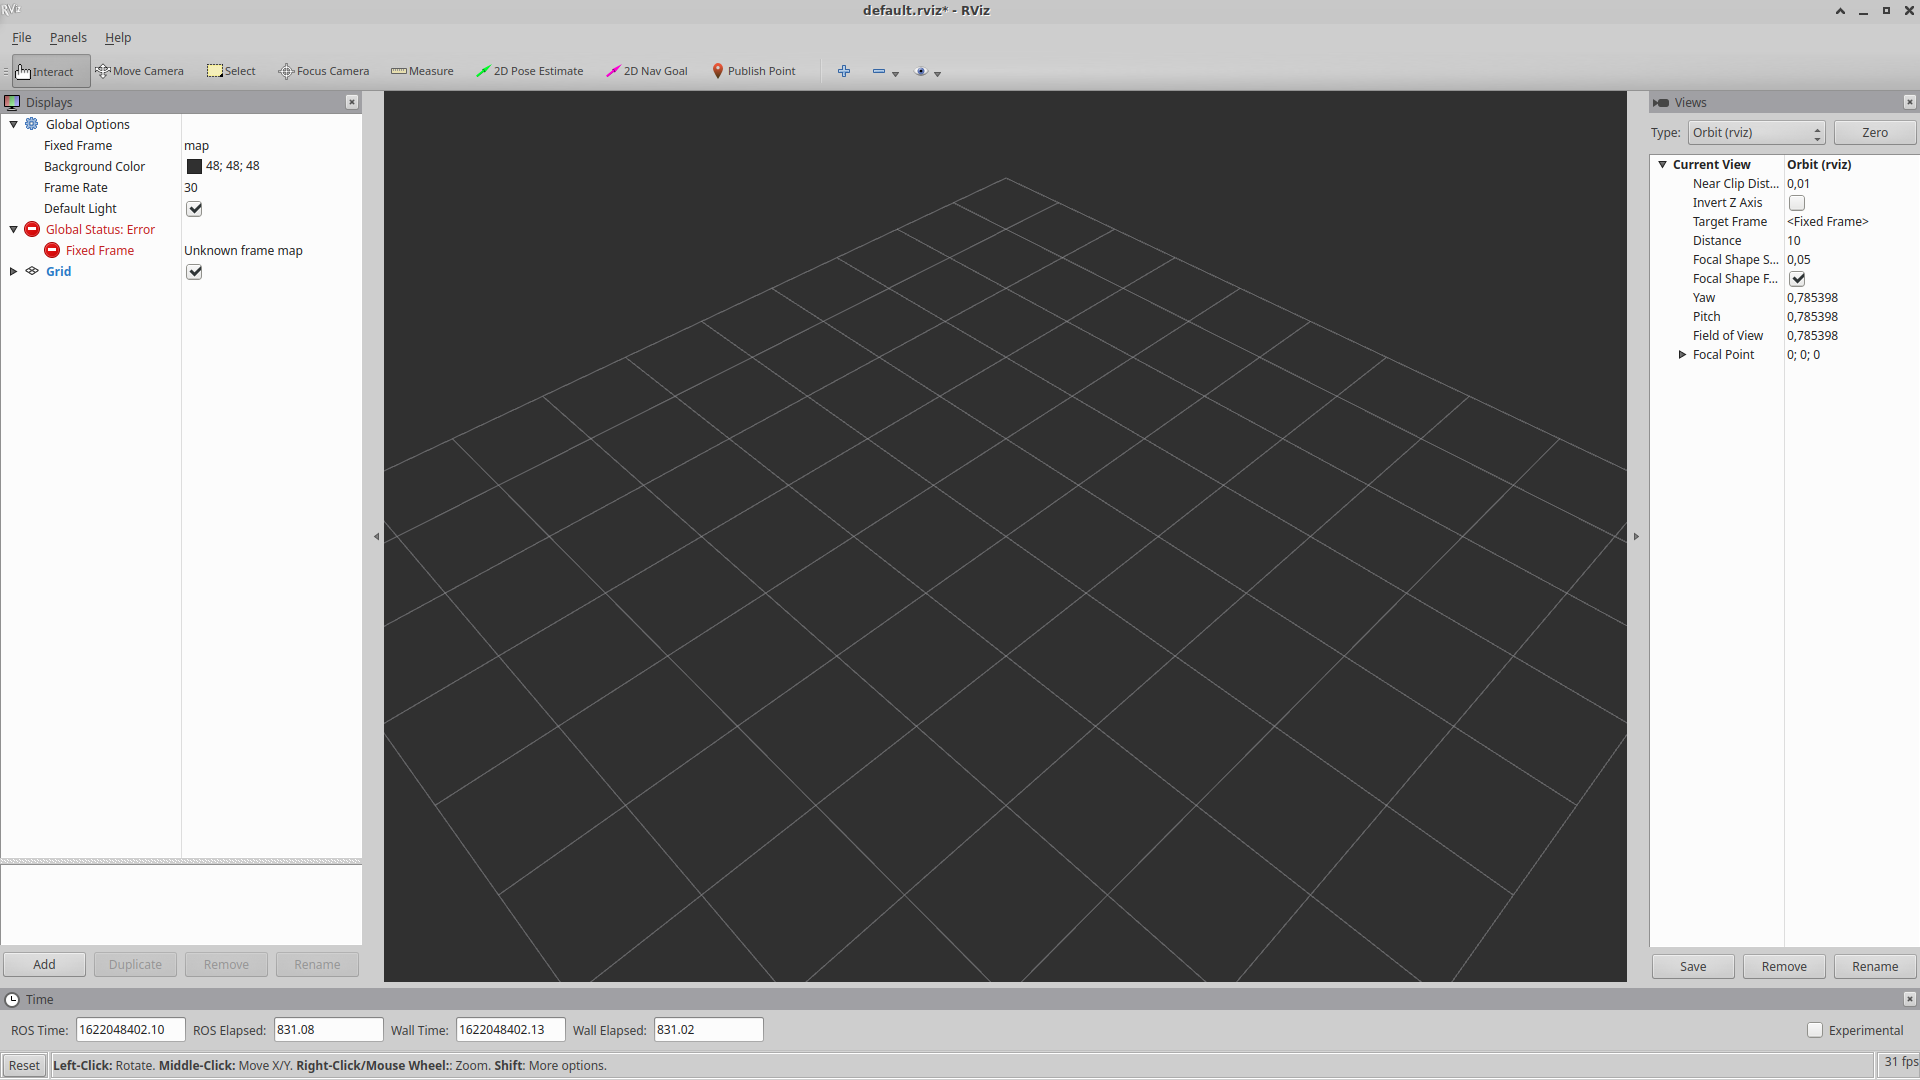 RViz
default.rviz* - RViz
File Panels Help
Interact Move Camera Select Focus Camera Measure 2D Pose Estimate 2D Nav Goal Publish Point
Displays
Global Options
Fixed Frame map
Background Color 48; 48; 48
Frame Rate 30
Default Light
Global Status: Error
Fixed Frame Unknown frame map
Grid
Add Duplicate Remove Rename
Views
Type: Orbit (rviz) Zero
Current View Orbit (rviz)
Near Clip Dist... 0,01
Invert Z Axis
Target Frame <Fixed Frame>
Distance 10
Focal Shape S... 0,05
Focal Shape F...
Yaw 0,785398
Pitch 0,785398
Field of View 0,785398
Focal Point 0; 0; 0
Save Remove Rename
Time
ROS Time: 1622048402.10 ROS Elapsed: 831.08 Wall Time: 1622048402.13 Wall Elapsed: 831.02 Experimental
Reset Left-Click: Rotate. Middle-Click: Move X/Y. Right-Click/Mouse Wheel:: Zoom. Shift: More options. 31 fps